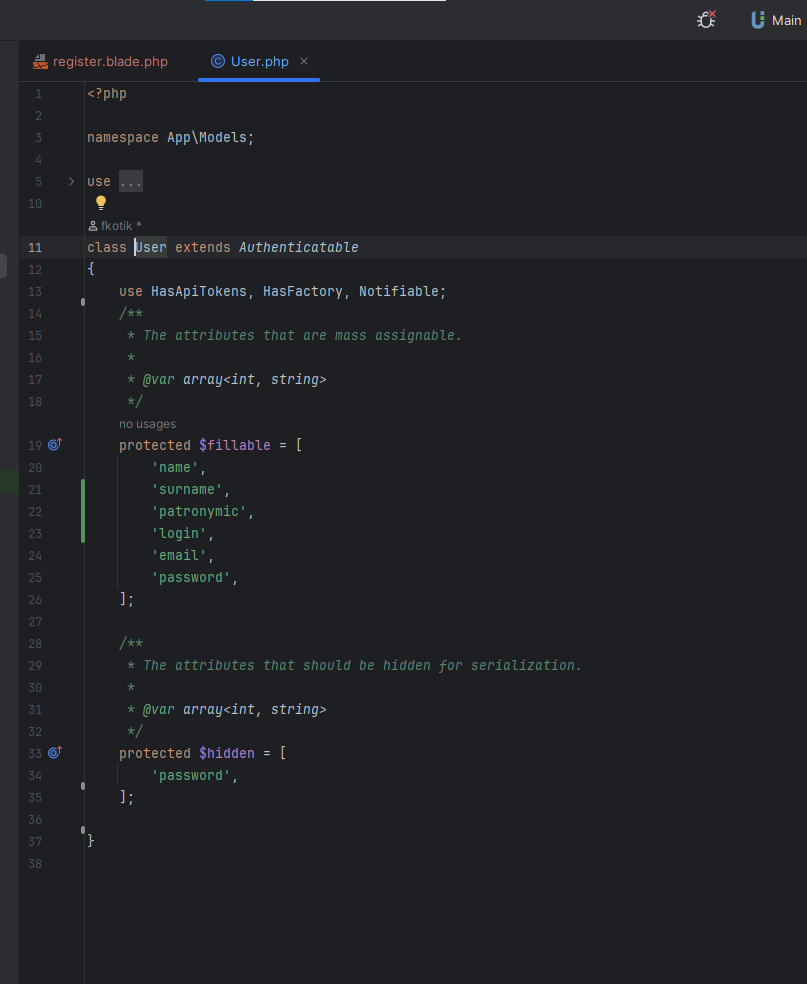 Main
register.blade.php
User.php
1 <?php
2
3 namespace App\Models;
4
5 use ...
10
fkotik *
11 class User extends Authenticatable
12 {
13 use HasApiTokens, HasFactory, Notifiable;
14 /**
15 * The attributes that are mass assignable.
16 *
17 * @var array<int, string>
18 */
no usages
19 protected $fillable = [
20 'name',
21 'surname',
22 'patronymic',
23 'login',
24 'email',
25 'password',
26 ];
27
28 /**
29 * The attributes that should be hidden for serialization.
30 *
31 * @var array<int, string>
32 */
33 protected $hidden = [
34 'password',
35 ];
36
37 }
38